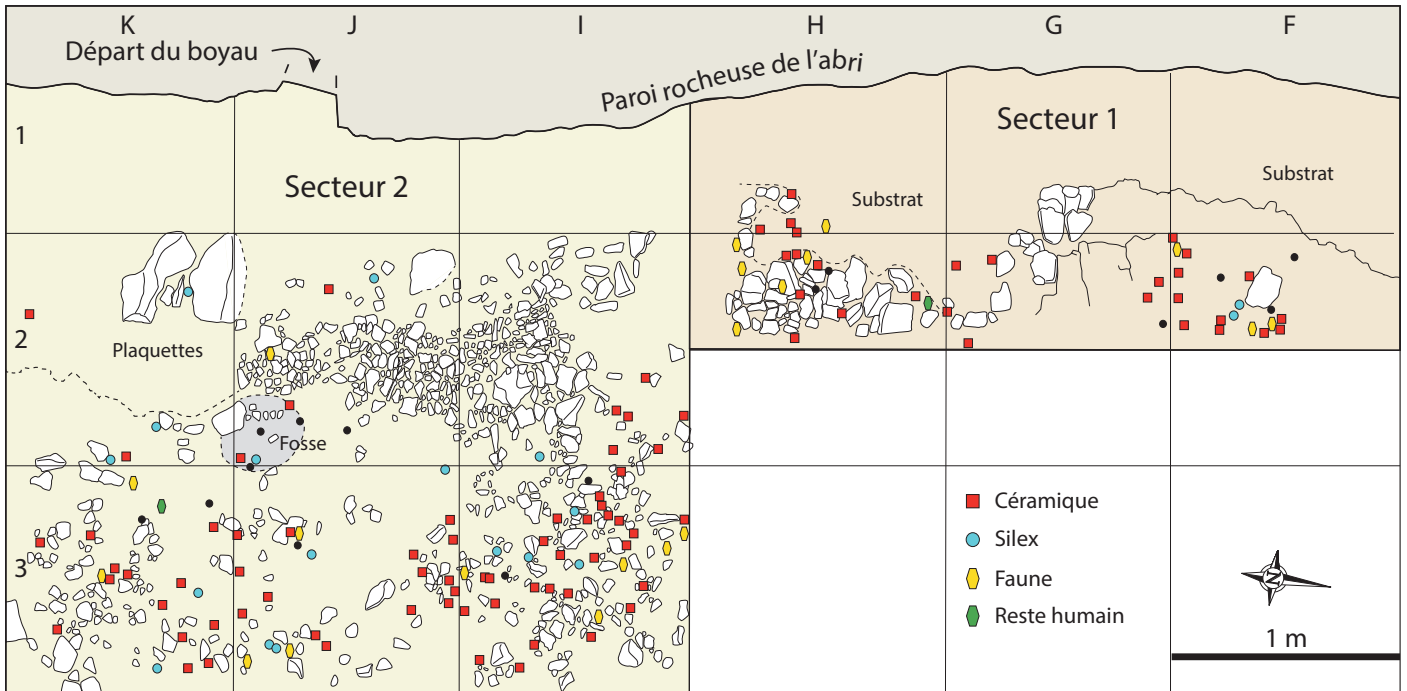 K J I H G F
Départ du boyau
Paroi rocheuse de l'abri
1
Secteur 1
Secteur 2
Substrat
Substrat
2
Plaquettes
Fosse
3
Céramique
Silex
Faune
Reste humain
N
1 m